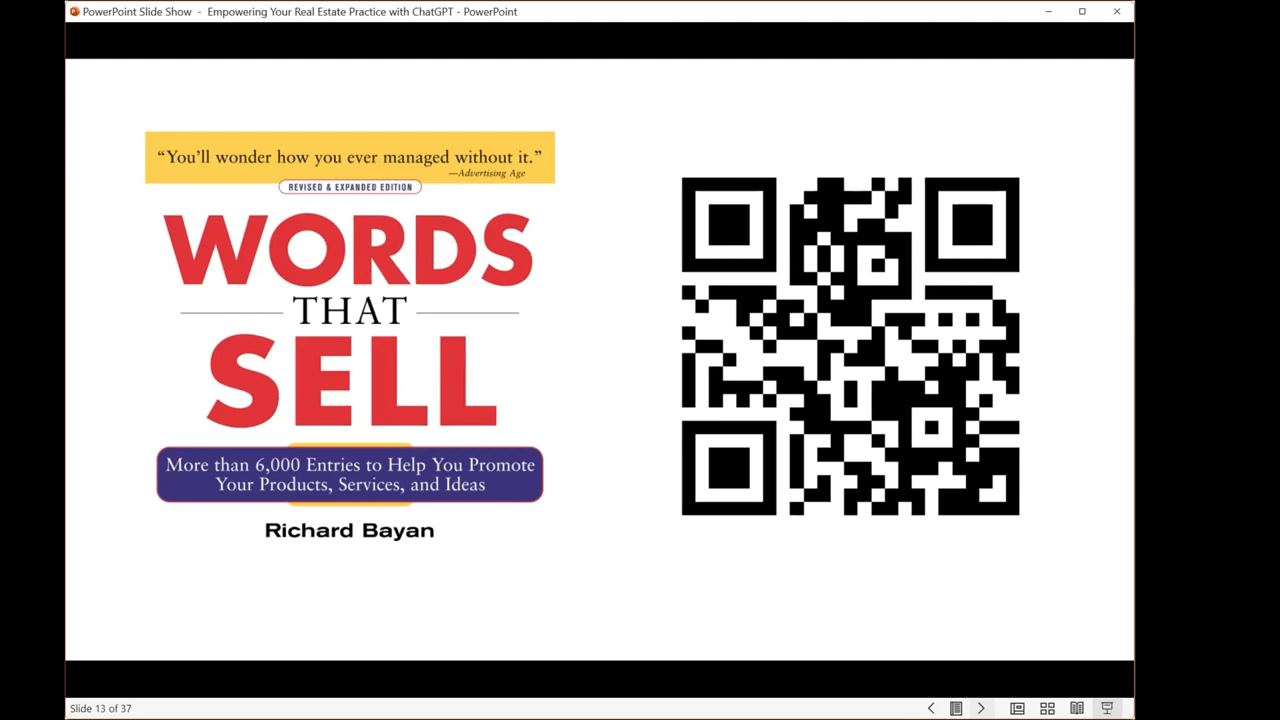 PowerPoint Slide Show - Empowering Your Real Estate Practice with ChatGPT - PowerPoint
“You’ll wonder how you ever managed without it.”
—Advertising Age
REVISED & EXPANDED EDITION
WORDS
THAT
SELL
More than 6,000 Entries to Help You Promote
Your Products, Services, and Ideas
Richard Bayan
Slide 13 of 37